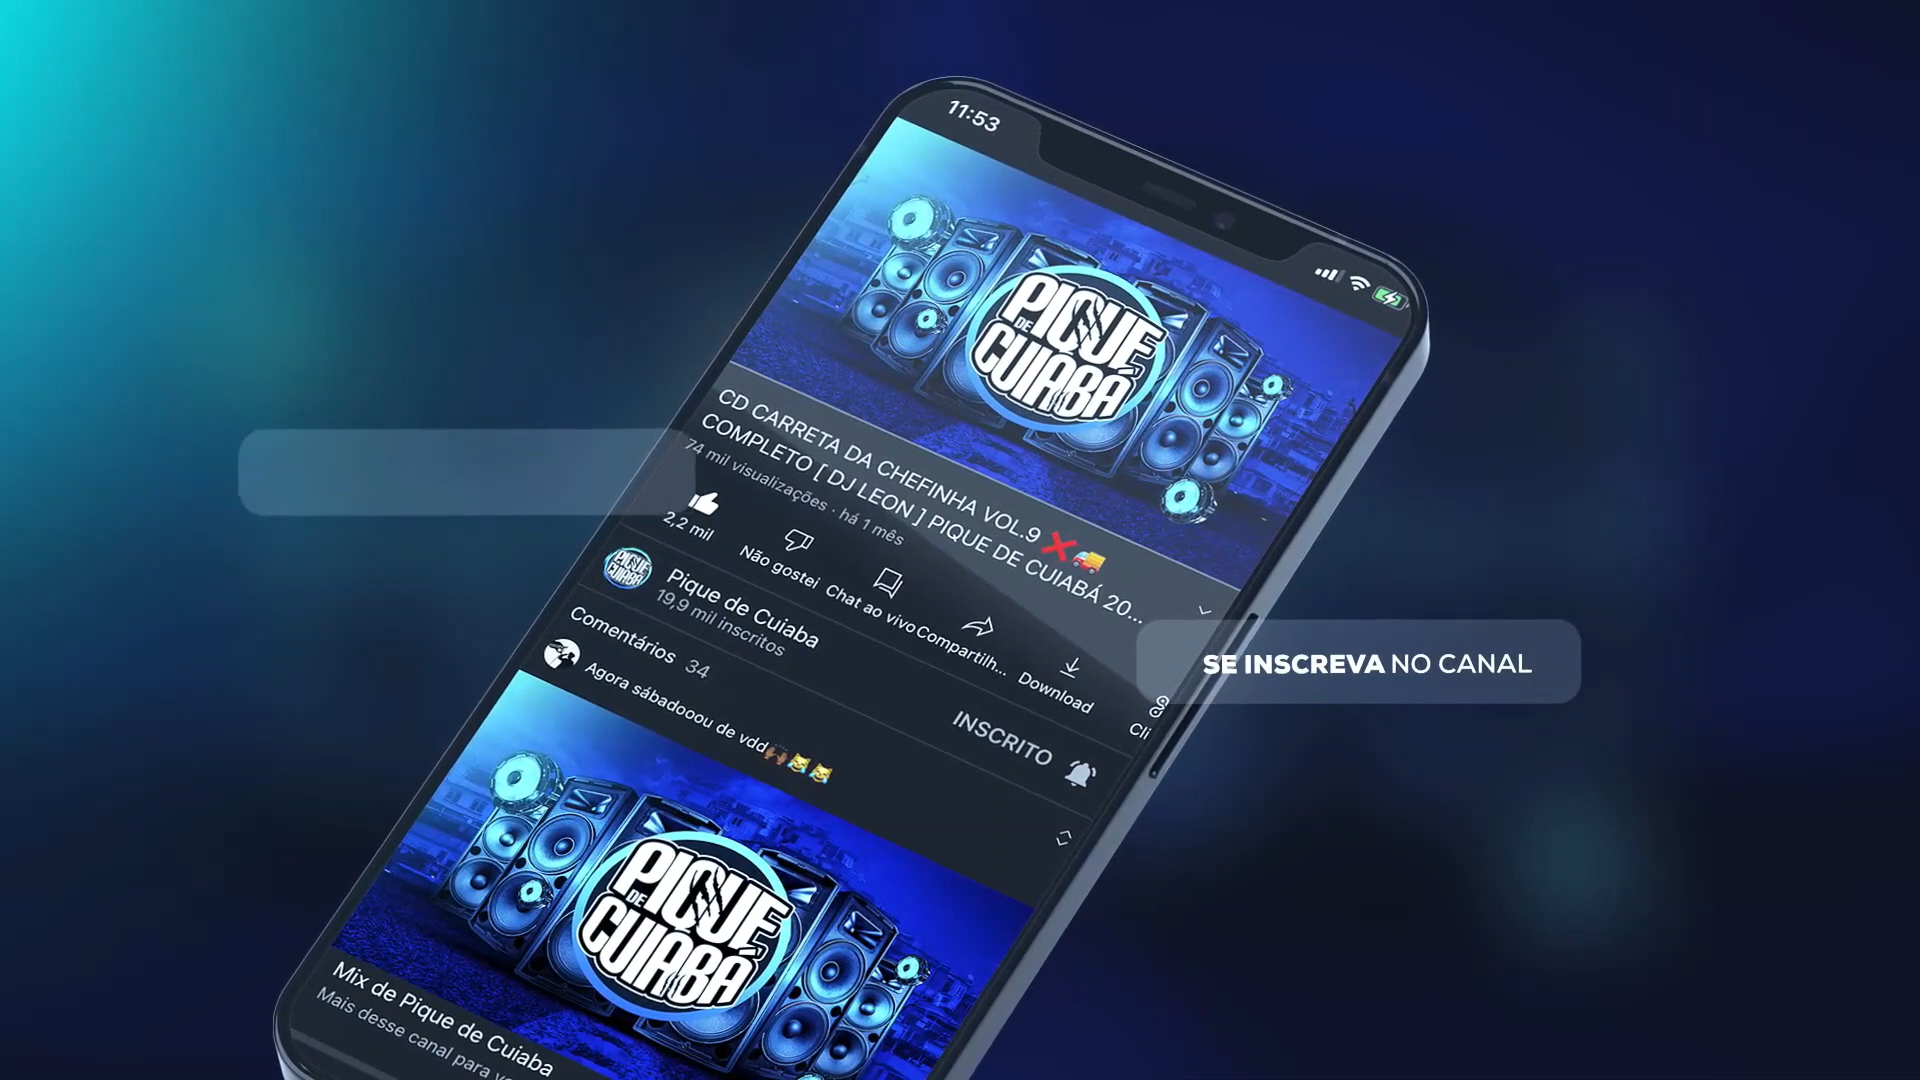 11:53
PIQUE
DE
CUIABÁ
CD CARRETA DA CHEFINHA VOL.9 ❌🚚
COMPLETO [ DJ LEON ] PIQUE DE CUIABÁ 20...
74 mil visualizações · há 1 mês
2,2 mil
Não gostei
Chat ao vivo
Compartilh...
Download
Cli
PIQUE
DE
CUIABÁ
Pique de Cuiaba
19,9 mil inscritos
INSCRITO
Comentários 34
Agora sábadooou de vdd🙌🏾😹😹
PIQUE
DE
CUIABÁ
Mix de Pique de Cuiaba
Mais desse canal para
SE INSCREVA NO CANAL